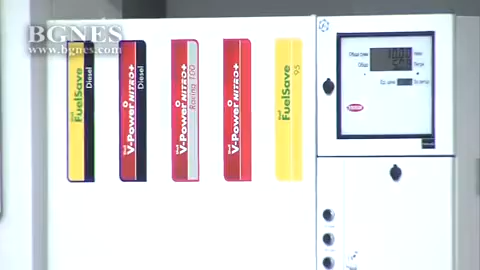 BGNES
www.bgnes.com
FuelSave
Diesel
V-Power NITRO+
Diesel
V-Power NITRO+
Racing 100
V-Power NITRO+
FuelSave
95